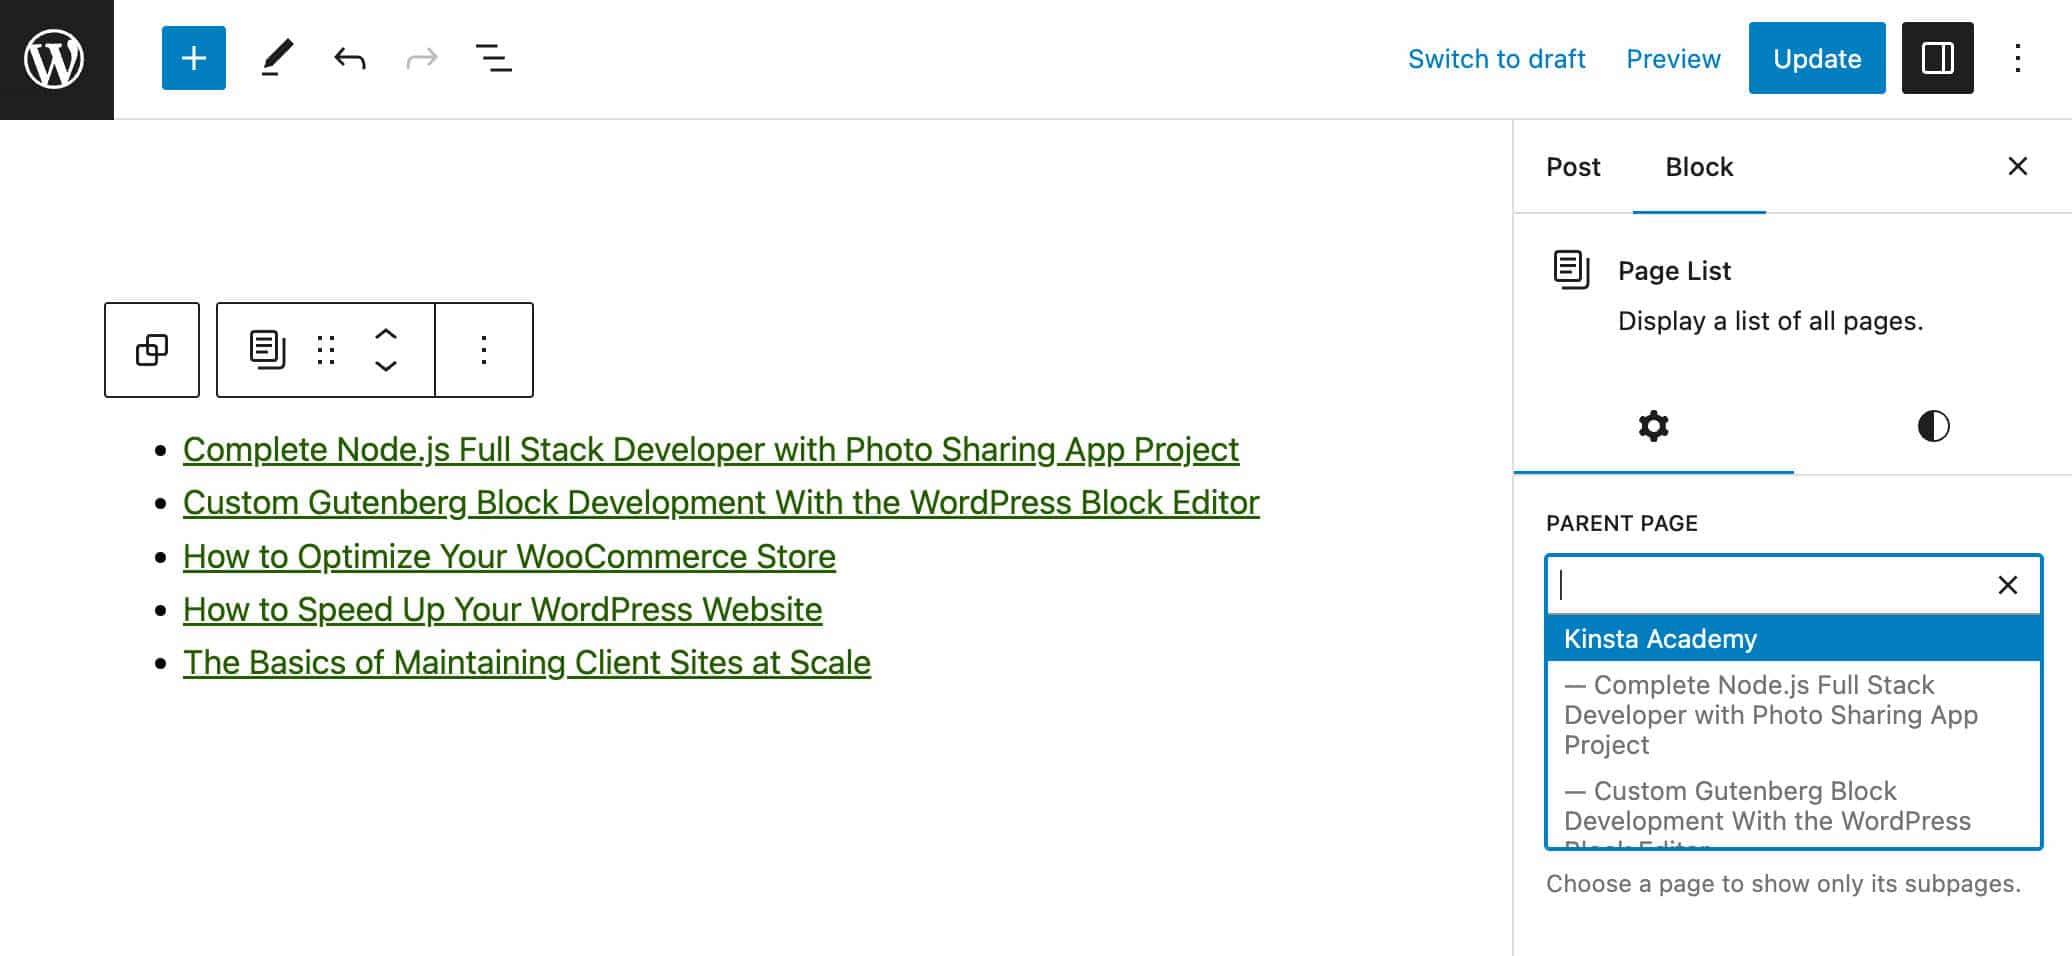 Switch to draft Preview Update
Post Block
Page List
Display a list of all pages.
Complete Node.js Full Stack Developer with Photo Sharing App Project
Custom Gutenberg Block Development With the WordPress Block Editor
How to Optimize Your WooCommerce Store
How to Speed Up Your WordPress Website
The Basics of Maintaining Client Sites at Scale
PARENT PAGE
Kinsta Academy
— Complete Node.js Full Stack
Developer with Photo Sharing App
Project
— Custom Gutenberg Block
Development With the WordPress
Block Editor
Choose a page to show only its subpages.